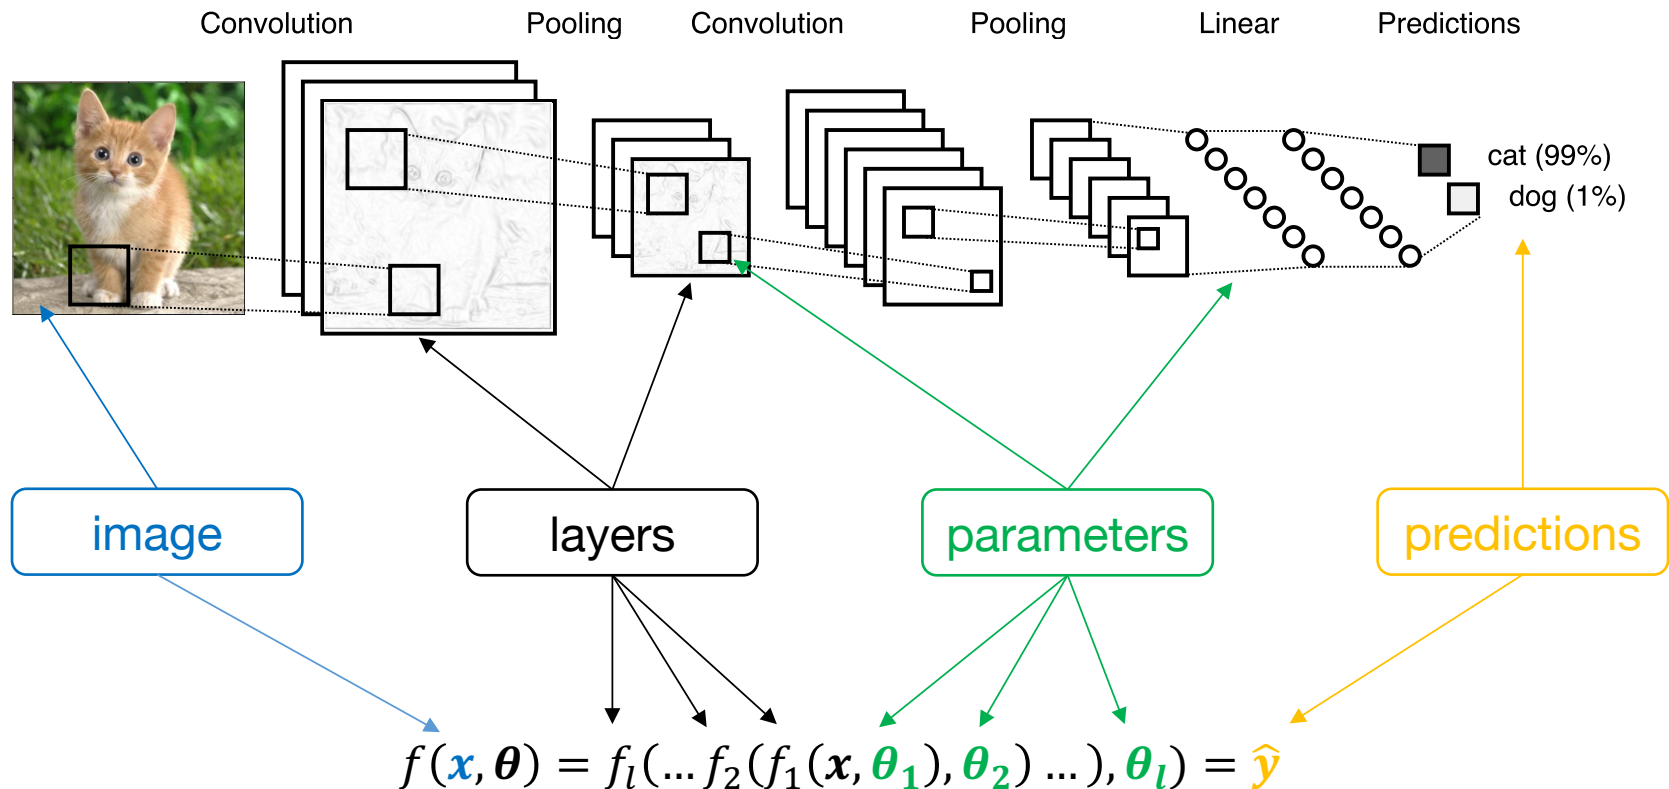 Convolution Pooling Convolution Pooling Linear Predictions
cat (99%)
dog (1%)
image layers parameters predictions
f(x, θ) = f_l(… f_2(f_1(x, θ_1), θ_2) … ), θ_l) = ŷ